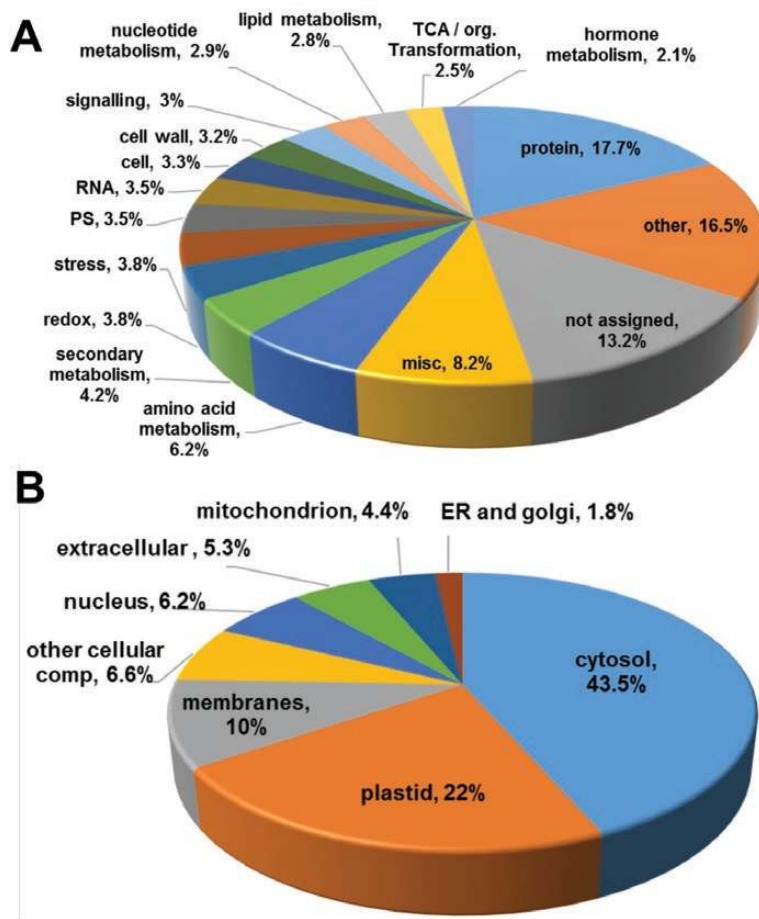 A
nucleotide
metabolism, 2.9%
lipid metabolism,
2.8%
TCA / org.
Transformation,
2.5%
hormone
metabolism, 2.1%
signalling, 3%
cell wall, 3.2%
cell, 3.3%
RNA, 3.5%
PS, 3.5%
stress, 3.8%
redox, 3.8%
secondary
metabolism,
4.2%
amino acid
metabolism,
6.2%
misc, 8.2%
not assigned,
13.2%
other, 16.5%
protein, 17.7%
B
mitochondrion, 4.4%
ER and golgi, 1.8%
extracellular , 5.3%
nucleus, 6.2%
other cellular
comp, 6.6%
membranes,
10%
plastid, 22%
cytosol,
43.5%